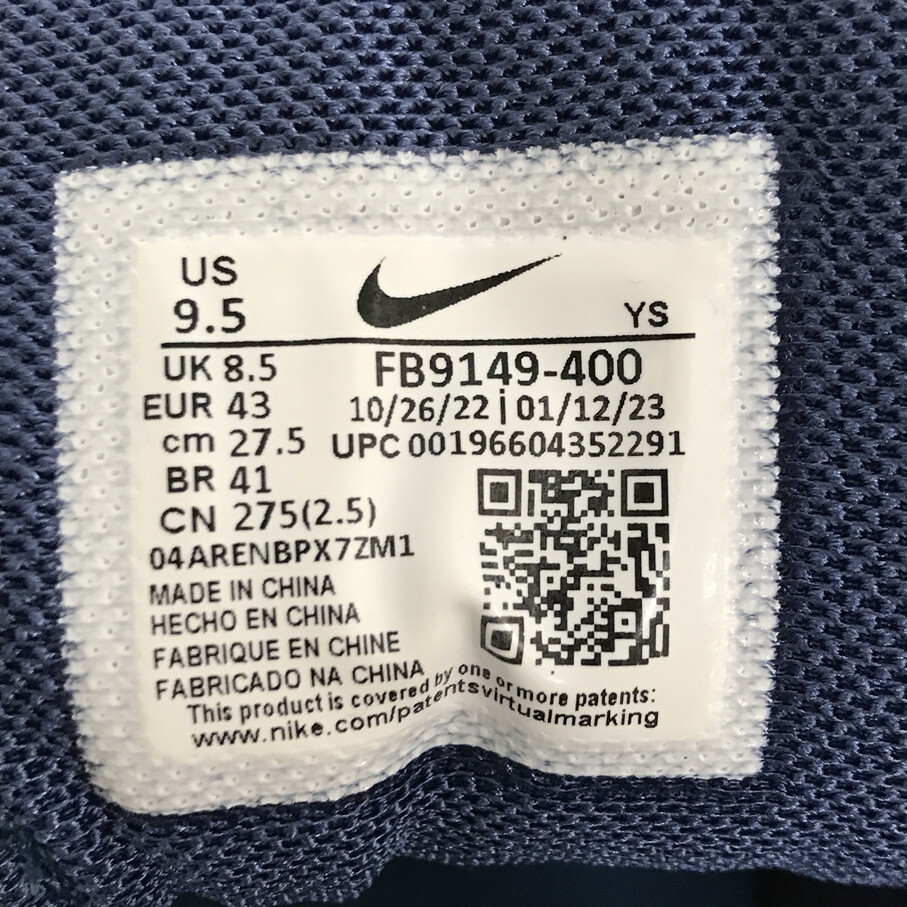 US
9.5
YS
UK 8.5
FB9149-400
EUR 43
10/26/22 | 01/12/23
cm 27.5
UPC 00196604352291
BR 41
CN 275(2.5)
04ARENBPX7ZM1
MADE IN CHINA
HECHO EN CHINA
FABRIQUE EN CHINE
FABRICADO NA CHINA
This product is covered by one or more patents:
www.nike.com/patentsvirtualmarking